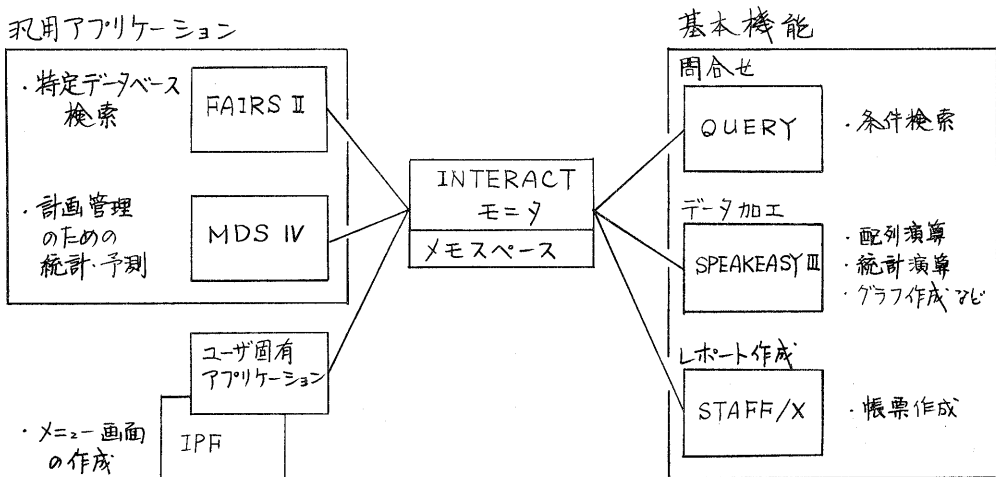 汎用アプリケーション
・特定データベース
検索
FAIRS II
・計画管理
のための
統計・予測
MDS IV
ユーザ固有
アプリケーション
・メニュー画面
の作成
IPF
INTERACT
モニタ
メモスペース
基本機能
問合せ
QUERY
・条件検索
データ加工
SPEAKEASY III
・配列演算
・統計演算
・グラフ作成など
レポート作成
STAFF/X
・帳票作成